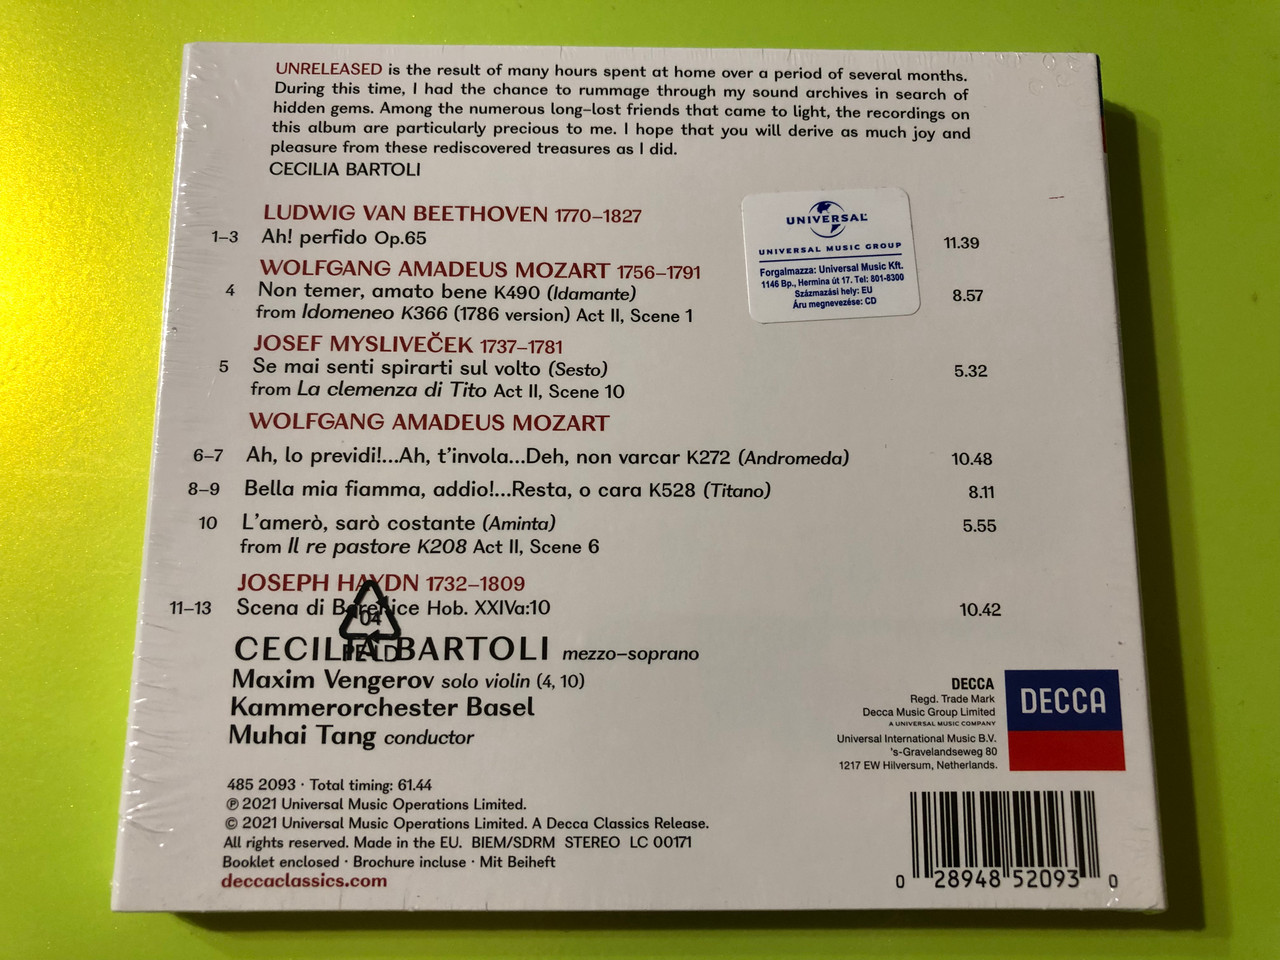 UNRELEASED is the result of many hours spent at home over a period of several months.
During this time, I had the chance to rummage through my sound archives in search of
hidden gems. Among the numerous long-lost friends that came to light, the recordings on
this album are particularly precious to me. I hope that you will derive as much joy and
pleasure from these rediscovered treasures as I did.
CECILIA BARTOLI
LUDWIG VAN BEETHOVEN 1770–1827
1–3 Ah! perfido Op.65 11.39
WOLFGANG AMADEUS MOZART 1756–1791
4 Non temer, amato bene K490 (Idamante) 8.57
from Idomeneo K366 (1786 version) Act II, Scene 1
JOSEF MYSLIVEČEK 1737–1781
5 Se mai senti spirarti sul volto (Sesto) 5.32
from La clemenza di Tito Act II, Scene 10
WOLFGANG AMADEUS MOZART
6–7 Ah, lo previdi!...Ah, t'invola...Deh, non varcar K272 (Andromeda) 10.48
8–9 Bella mia fiamma, addio!...Resta, o cara K528 (Titano) 8.11
10 L'amerò, sarò costante (Aminta) 5.55
from Il re pastore K208 Act II, Scene 6
JOSEPH HAYDN 1732–1809
11–13 Scena di Berenice Hob. XXIVa:10 10.42
04
PELD
CECILIA BARTOLI mezzo-soprano
Maxim Vengerov solo violin (4, 10)
Kammerorchester Basel
Muhai Tang conductor
485 2093 · Total timing: 61.44
℗ 2021 Universal Music Operations Limited.
© 2021 Universal Music Operations Limited. A Decca Classics Release.
All rights reserved. Made in the EU. BIEM/SDRM STEREO LC 00171
Booklet enclosed · Brochure incluse · Mit Beiheft
deccaclassics.com
UNIVERSAL
UNIVERSAL MUSIC GROUP
Forgalmazza: Universal Music Kft.
1146 Bp., Hermina út 17. Tel: 801-8300
Származási hely: EU
Áru megnevezése: CD
DECCA
Regd. Trade Mark
Decca Music Group Limited
A UNIVERSAL MUSIC COMPANY
Universal International Music B.V.
's-Gravelandseweg 80
1217 EW Hilversum, Netherlands.
DECCA
0 28948 52093 0